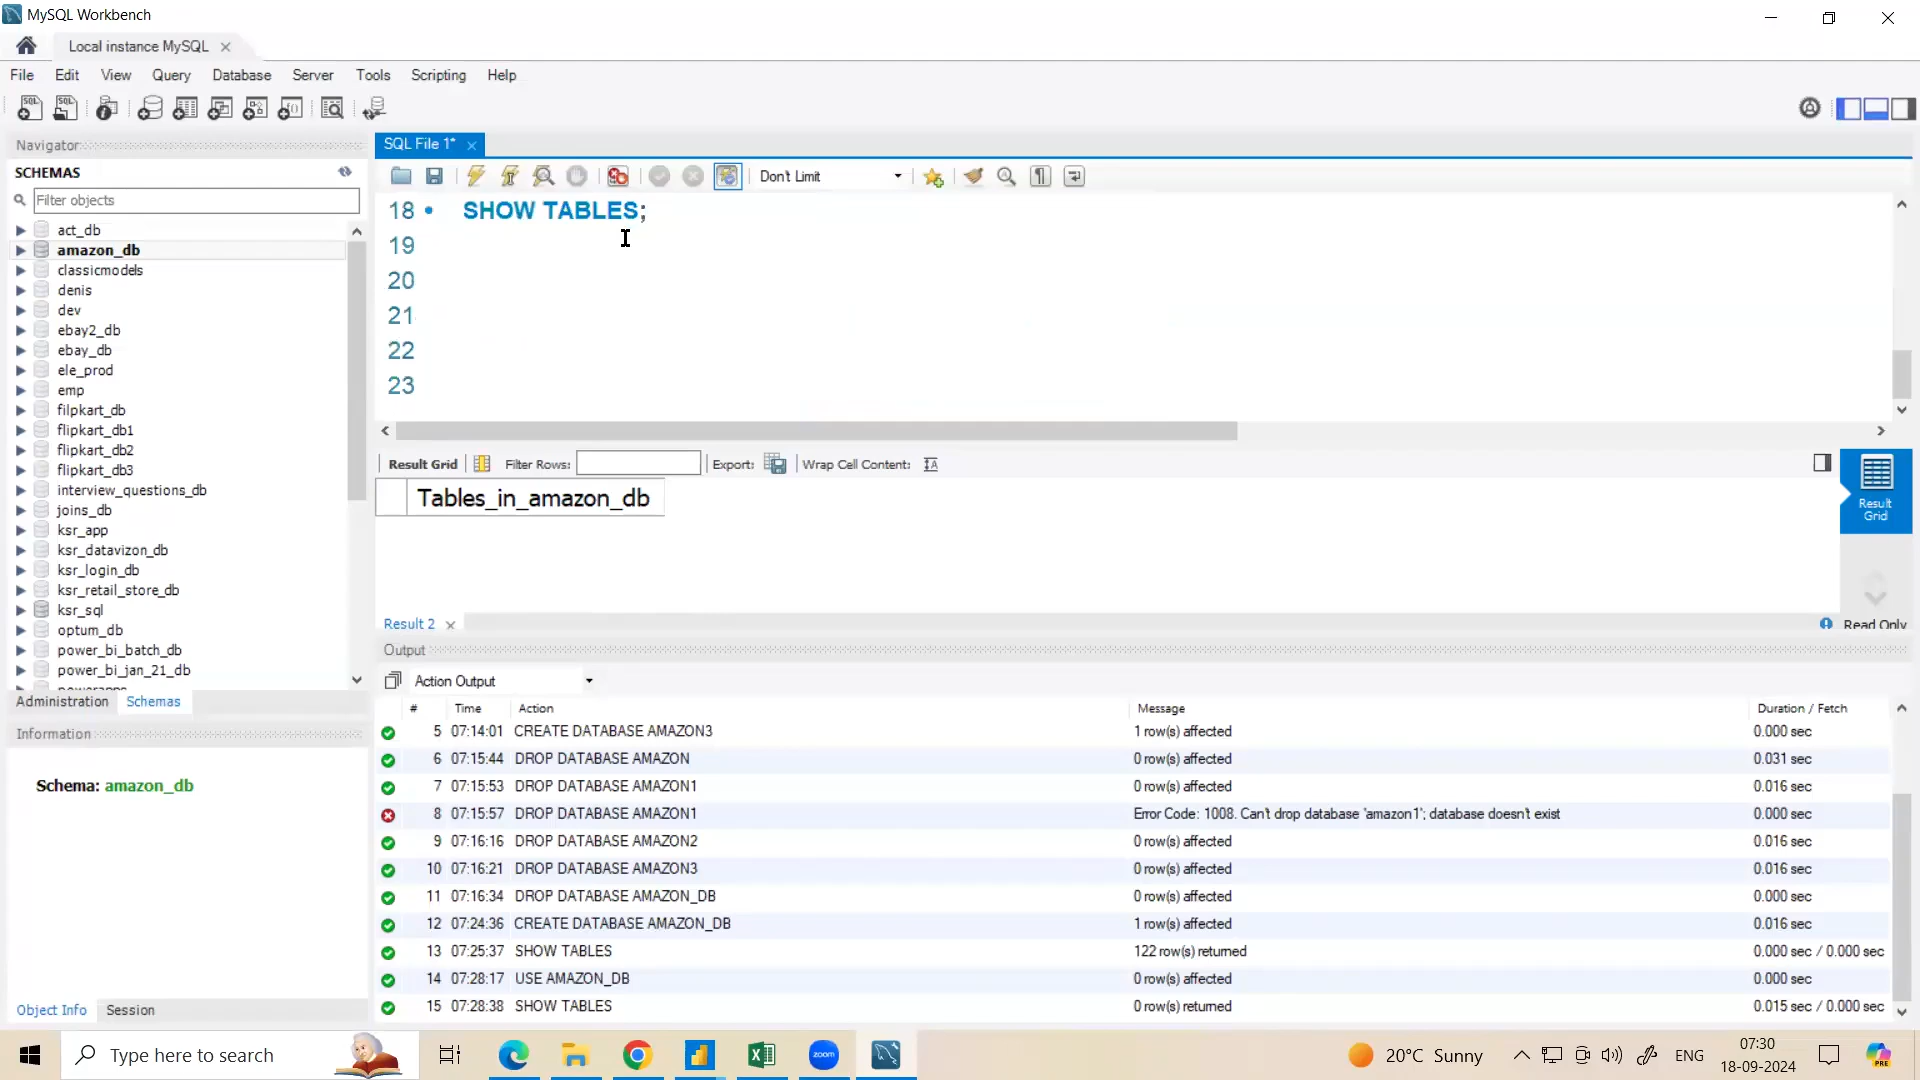 MySQL Workbench
Local instance MySQL
File Edit View Query Database Server Tools Scripting Help
Navigator
SCHEMAS
Filter objects
act_db
amazon_db
classicmodels
denis
dev
ebay2_db
ebay_db
ele_prod
emp
filpkart_db
flipkart_db1
flipkart_db2
flipkart_db3
interview_questions_db
joins_db
ksr_app
ksr_datavizon_db
ksr_login_db
ksr_retail_store_db
ksr_sql
optum_db
power_bi_batch_db
power_bi_jan_21_db
Administration Schemas
Information
Schema: amazon_db
Object Info Session
SQL File 1*
Don't Limit
18 SHOW TABLES;
19
20
21
22
23
Result Grid Filter Rows: Export: Wrap Cell Content:
Tables_in_amazon_db
Result Grid
Result 2
Read Only
Output
Action Output
# Time Action Message Duration / Fetch
5 07:14:01 CREATE DATABASE AMAZON3 1 row(s) affected 0.000 sec
6 07:15:44 DROP DATABASE AMAZON 0 row(s) affected 0.031 sec
7 07:15:53 DROP DATABASE AMAZON1 0 row(s) affected 0.016 sec
8 07:15:57 DROP DATABASE AMAZON1 Error Code: 1008. Can't drop database 'amazon1'; database doesn't exist 0.000 sec
9 07:16:16 DROP DATABASE AMAZON2 0 row(s) affected 0.016 sec
10 07:16:21 DROP DATABASE AMAZON3 0 row(s) affected 0.016 sec
11 07:16:34 DROP DATABASE AMAZON_DB 0 row(s) affected 0.000 sec
12 07:24:36 CREATE DATABASE AMAZON_DB 1 row(s) affected 0.016 sec
13 07:25:37 SHOW TABLES 122 row(s) returned 0.000 sec / 0.000 sec
14 07:28:17 USE AMAZON_DB 0 row(s) affected 0.000 sec
15 07:28:38 SHOW TABLES 0 row(s) returned 0.015 sec / 0.000 sec
Type here to search
zoom
20°C Sunny
ENG
07:30
18-09-2024
PRE